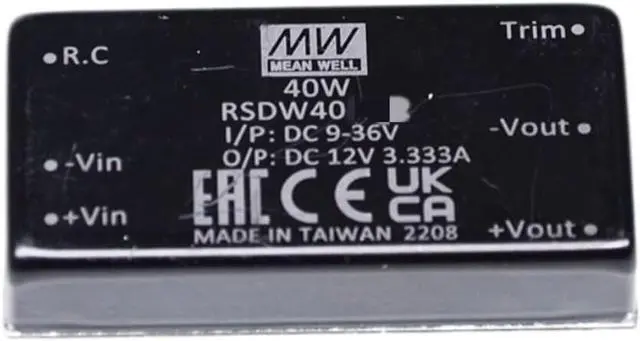 R.C
MW
MEAN WELL
Trim
40W
RSDW40
I/P: DC 9-36V
-Vout
-Vin
O/P: DC 12V 3.333A
+Vin
EAC CE UK
CA
MADE IN TAIWAN 2208
+Vout